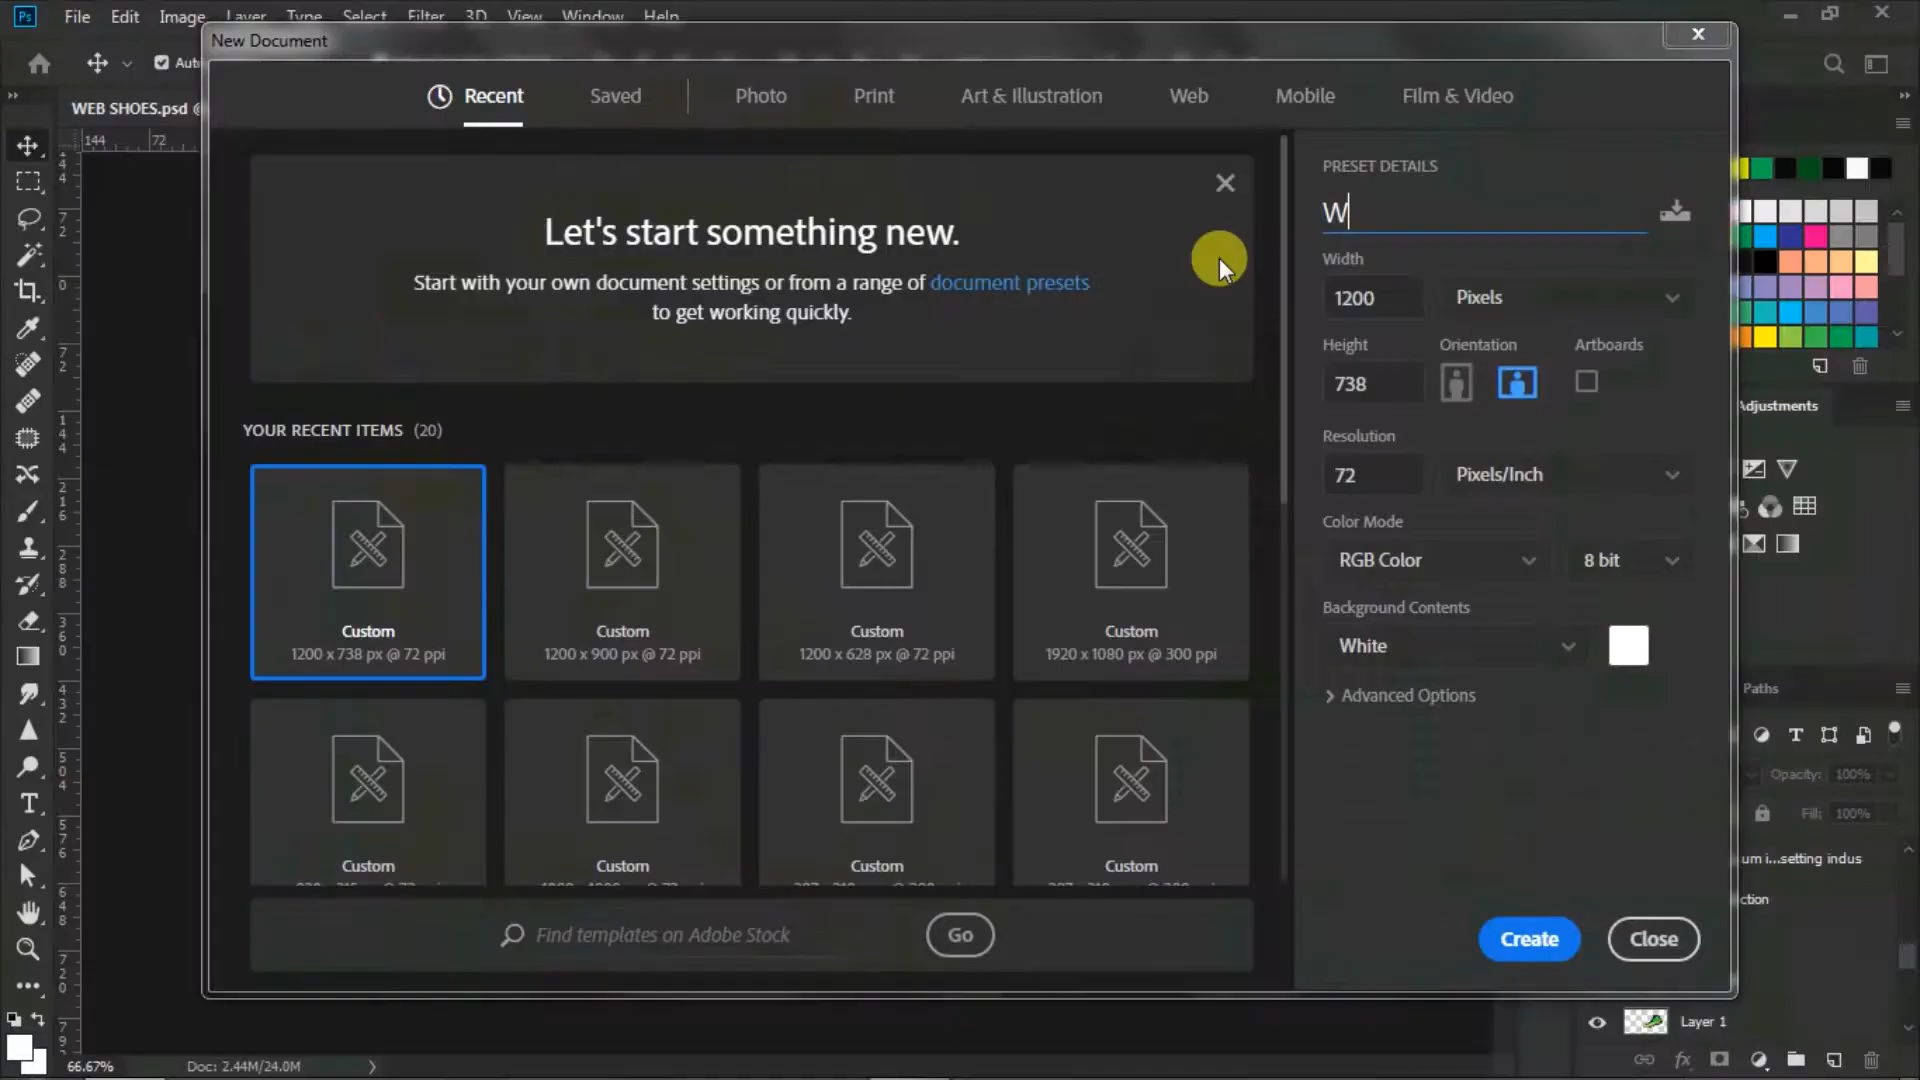 Ps File Edit Image Layer Type Select Filter 3D View Window Help
New Document
Auto
WEB SHOES.psd @
Recent Saved Photo Print Art & Illustration Web Mobile Film & Video
144 72
Let's start something new.
Start with your own document settings or from a range of document presets
to get working quickly.
YOUR RECENT ITEMS (20)
Custom
1200 x 738 px @ 72 ppi
Custom
1200 x 900 px @ 72 ppi
Custom
1200 x 628 px @ 72 ppi
Custom
1920 x 1080 px @ 300 ppi
Custom
Custom
Custom
Custom
Find templates on Adobe Stock
Go
PRESET DETAILS
W
Width
1200 Pixels
Height Orientation Artboards
738
Resolution
72 Pixels/Inch
Color Mode
RGB Color 8 bit
Background Contents
White
Advanced Options
Create Close
Adjustments
Paths
Opacity: 100%
Fill: 100%
um i...setting indus
ction
Layer 1
66.67% Doc: 2.44M/24.0M